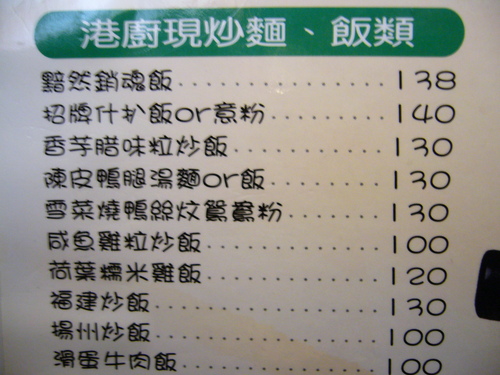 港廚現炒麵、飯類
黯然銷魂飯................138
招牌什扒飯or意粉..........140
香芋腊味粒炒飯............130
陳皮鴨腿湯麵or飯........130
雪菜燒鴨絲炆鴛鴦粉........130
咸魚雞粒炒飯..............100
荷葉糯米雞飯..............120
福建炒飯..................130
揚州炒飯..................100
滑蛋牛肉飯................100